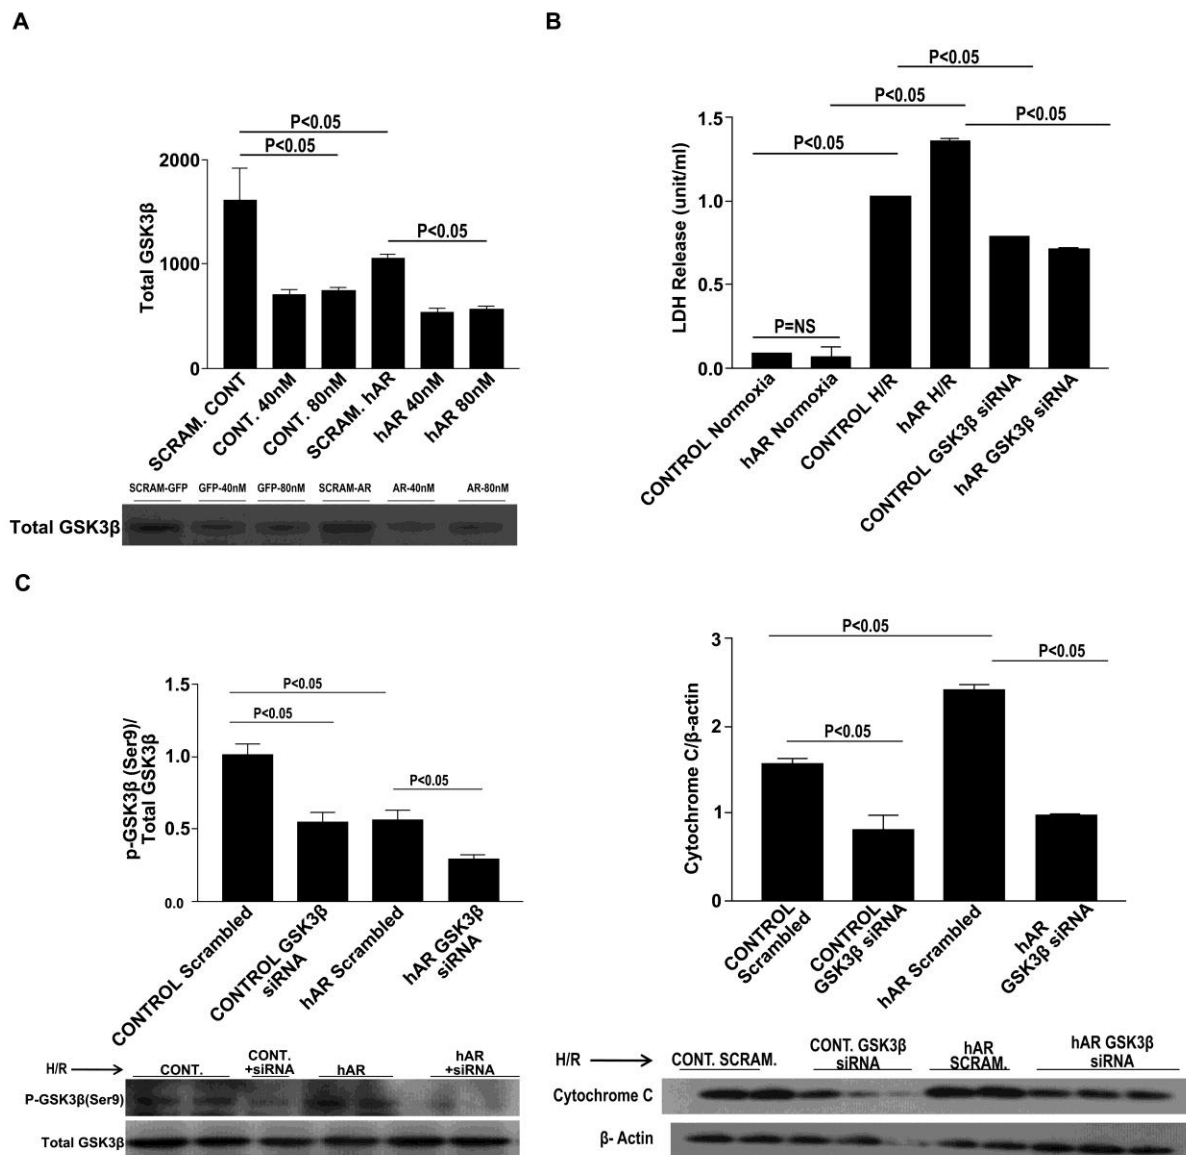 A
P<0.05
P<0.05
P<0.05
Total GSK3β
2000
1000
0
SCRAM. CONT
CONT. 40nM
CONT. 80nM
SCRAM. hAR
hAR 40nM
hAR 80nM
SCRAM-GFP GFP-40nM GFP-80nM SCRAM-AR AR-40nM AR-80nM
Total GSK3β
B
P<0.05
P<0.05
P<0.05
P<0.05
P=NS
LDH Release (unit/ml)
1.5
1.0
0.5
0.0
CONTROL Normoxia
hAR Normoxia
CONTROL H/R
hAR H/R
CONTROL GSK3β siRNA
hAR GSK3β siRNA
C
P<0.05
P<0.05
P<0.05
p-GSK3β (Ser9)/
Total GSK3β
1.5
1.0
0.5
0.0
CONTROL Scrambled
CONTROL GSK3β
siRNA
hAR Scrambled
hAR GSK3β
siRNA
H/R
CONT.
CONT.
+siRNA
hAR
hAR
+siRNA
P-GSK3β(Ser9)
Total GSK3β
P<0.05
P<0.05
P<0.05
Cytochrome C/β-actin
3
2
1
0
CONTROL
Scrambled
CONTROL
GSK3β siRNA
hAR Scrambled
hAR
GSK3β siRNA
H/R
CONT. SCRAM.
CONT. GSK3β
siRNA
hAR
SCRAM.
hAR GSK3β
siRNA
Cytochrome C
β- Actin